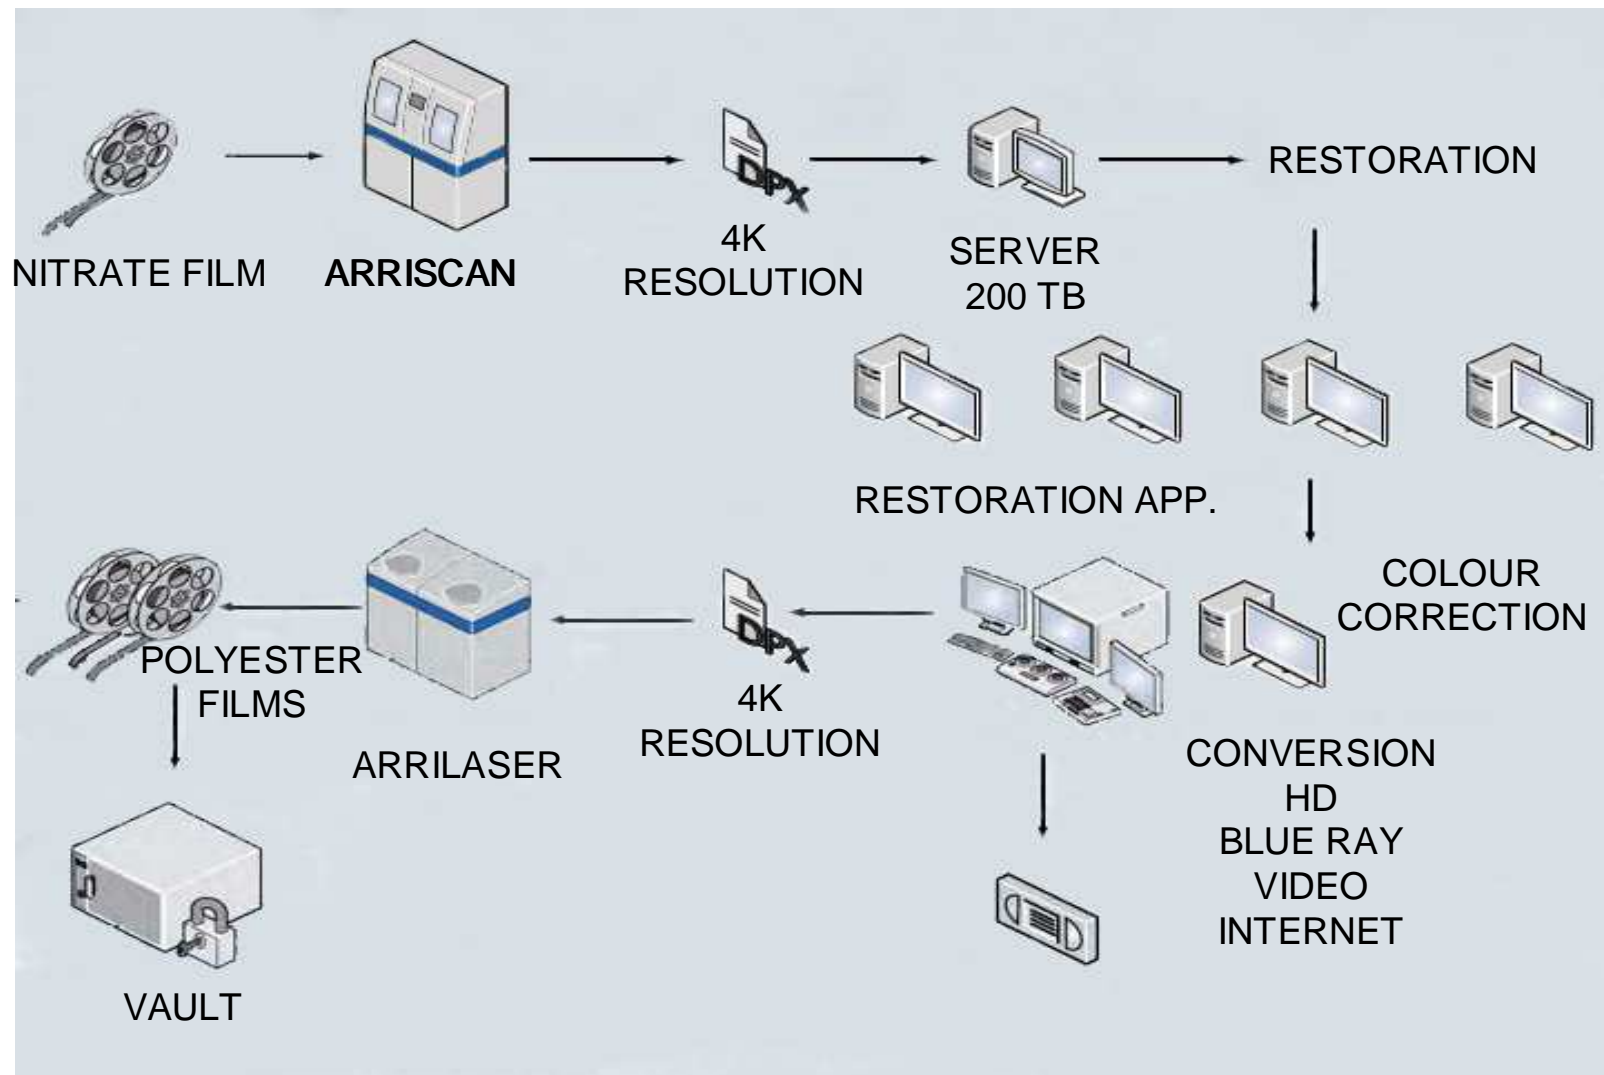 DPX
RESTORATION
NITRATE FILM
ARRISCAN
4K
RESOLUTION
SERVER
200 TB
RESTORATION APP.
COLOUR
CORRECTION
DPX
POLYESTER
FILMS
ARRILASER
4K
RESOLUTION
CONVERSION
HD
BLUE RAY
VIDEO
INTERNET
VAULT